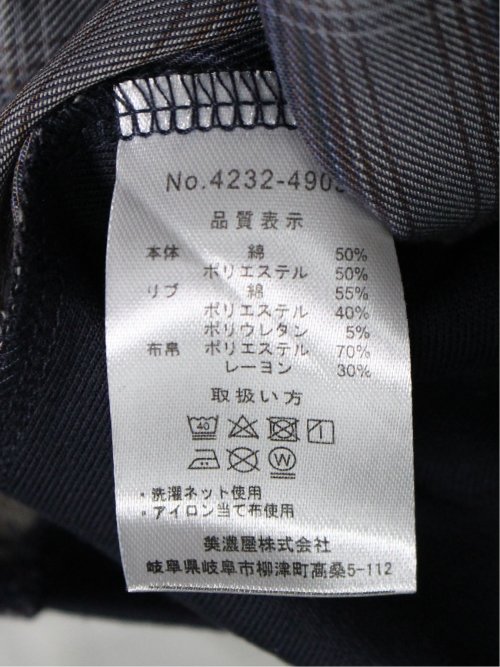 No.4232-490
品質表示
本体 綿 50%
ポリエステル 50%
リブ 綿 55%
ポリエステル 40%
ポリウレタン 5%
布帛 ポリエステル 70%
レーヨン 30%
取扱い方
40
W
・洗濯ネット使用
・アイロン当て布使用
美濃屋株式会社
岐阜県岐阜市柳津町高桑5-112